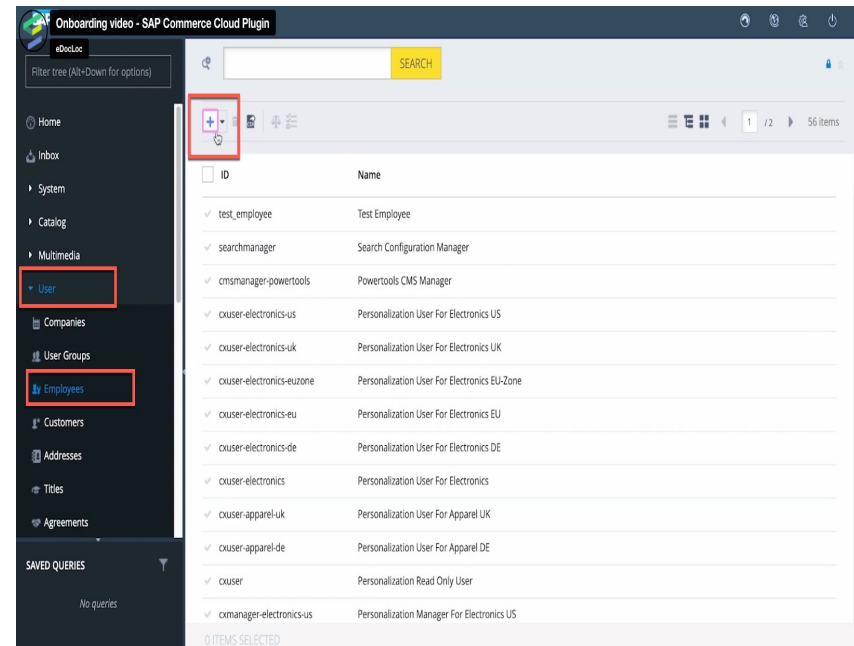 Onboarding video - SAP Commerce Cloud Plugin
eDocLoc
Filter tree (Alt+Down for options)
SEARCH
Home
Inbox
System
Catalog
Multimedia
User
Companies
User Groups
Employees
Customers
Addresses
Titles
Agreements
SAVED QUERIES
No queries
1 / 2 56 items
ID Name
test_employee Test Employee
searchmanager Search Configuration Manager
cmsmanager-powertools Powertools CMS Manager
cxuser-electronics-us Personalization User For Electronics US
cxuser-electronics-uk Personalization User For Electronics UK
cxuser-electronics-euzone Personalization User For Electronics EU-Zone
cxuser-electronics-eu Personalization User For Electronics EU
cxuser-electronics-de Personalization User For Electronics DE
cxuser-electronics Personalization User For Electronics
cxuser-apparel-uk Personalization User For Apparel UK
cxuser-apparel-de Personalization User For Apparel DE
cxuser Personalization Read Only User
cxmanager-electronics-us Personalization Manager For Electronics US
0 ITEMS SELECTED